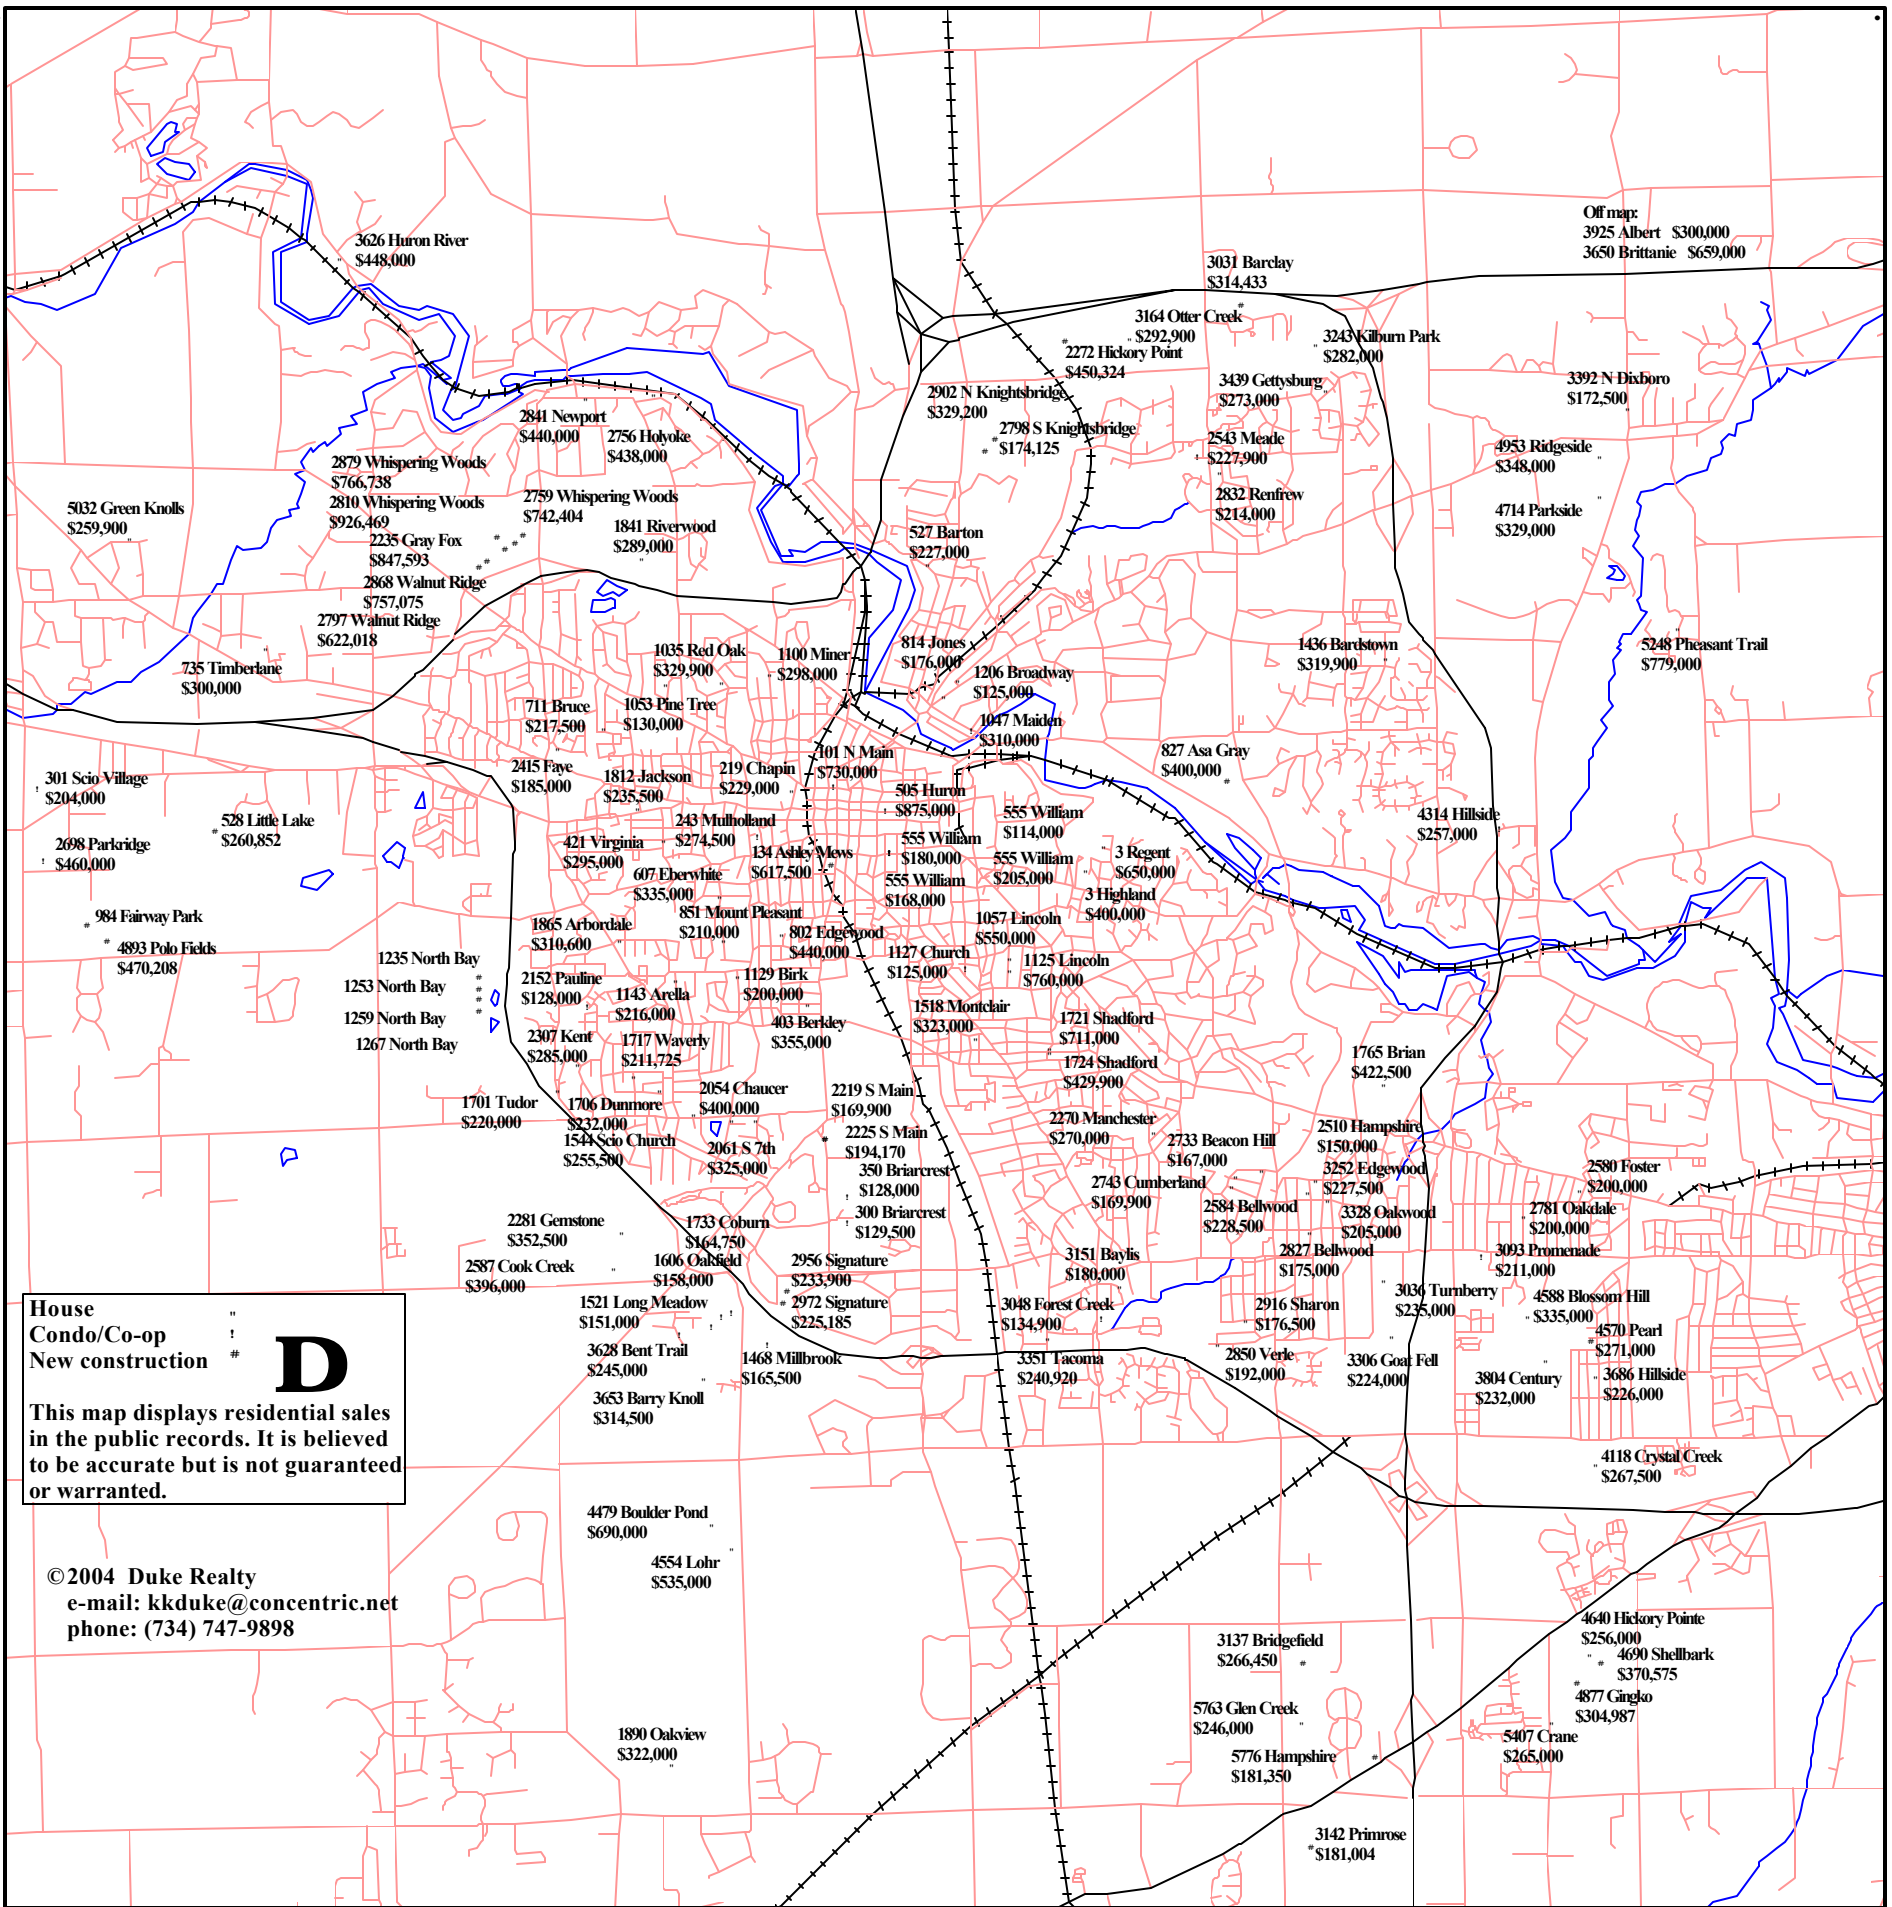 Off map:
3925 Albert $300,000
3650 Brittanie $659,000
3626 Huron River
$448,000
3031 Barclay
$314,433
3164 Otter Creek
$292,900
2272 Hickory Point
$450,324
3243 Kilburn Park
$282,000
2902 N Knightsbridge
$329,200
3439 Gettysburg
$273,000
3392 N Dixboro
$172,500
2841 Newport
$440,000
2756 Holyoke
$438,000
2798 S Knightsbridge
$174,125
2543 Meade
$227,900
4953 Ridgeside
$348,000
2879 Whispering Woods
$766,738
2810 Whispering Woods
$926,469
2759 Whispering Woods
$742,404
5032 Green Knolls
$259,900
1841 Riverwood
$289,000
2832 Renfrew
$214,000
4714 Parkside
$329,000
2235 Gray Fox
$847,593
527 Barton
$227,000
2868 Walnut Ridge
$757,075
2797 Walnut Ridge
$622,018
735 Timberlane
$300,000
1035 Red Oak
$329,900
1100 Miner
$298,000
814 Jones
$176,000
1206 Broadway
$125,000
1436 Bardstown
$319,900
5248 Pheasant Trail
$779,000
711 Bruce
$217,500
1053 Pine Tree
$130,000
1047 Maiden
$310,000
101 N Main
$730,000
827 Asa Gray
$400,000
301 Scio Village
$204,000
2415 Faye
$185,000
1812 Jackson
$235,500
219 Chapin
$229,000
505 Huron
$875,000
528 Little Lake
$260,852
243 Mulholland
$274,500
555 William
$114,000
4314 Hillside
$257,000
2698 Parkridge
$460,000
421 Virginia
$295,000
134 Ashley Mews
$617,500
555 William
$180,000
555 William
$205,000
3 Regent
$650,000
607 Eberwhite
$335,000
555 William
$168,000
3 Highland
$400,000
984 Fairway Park
4893 Polo Fields
$470,208
1865 Arbordale
$310,600
851 Mount Pleasant
$210,000
802 Edgewood
$440,000
1057 Lincoln
$550,000
1235 North Bay
1253 North Bay
1259 North Bay
1267 North Bay
1127 Church
$125,000
1125 Lincoln
$760,000
2152 Pauline
$128,000
1143 Arella
$216,000
1129 Birk
$200,000
403 Berkley
$355,000
1518 Montclair
$323,000
1721 Shadford
$711,000
2307 Kent
$285,000
1717 Waverly
$211,725
1724 Shadford
$429,900
1765 Brian
$422,500
1701 Tudor
$220,000
1706 Dunmore
$232,000
2054 Chaucer
$400,000
2219 S Main
$169,900
2270 Manchester
$270,000
2510 Hampshire
$150,000
1544 Scio Church
$255,500
2061 S 7th
$325,000
2225 S Main
$194,170
2733 Beacon Hill
$167,000
350 Briarcrest
$128,000
2743 Cumberland
$169,900
3252 Edgewood
$227,500
2580 Foster
$200,000
2281 Gemstone
$352,500
1733 Coburn
$164,750
300 Briarcrest
$129,500
2584 Bellwood
$228,500
3328 Oakwood
$205,000
2781 Oakdale
$200,000
2587 Cook Creek
$396,000
1606 Oakfield
$158,000
2956 Signature
$233,900
3151 Baylis
$180,000
2827 Bellwood
$175,000
3093 Promenade
$211,000
1521 Long Meadow
$151,000
2972 Signature
$225,185
3048 Forest Creek
$134,900
2916 Sharon
$176,500
3036 Turnberry
$235,000
4588 Blossom Hill
$335,000
4570 Pearl
$271,000
3628 Bent Trail
$245,000
1468 Millbrook
$165,500
3351 Tacoma
$240,920
2850 Verle
$192,000
3306 Goat Fell
$224,000
3804 Century
$232,000
3686 Hillside
$226,000
3653 Barry Knoll
$314,500
House "
Condo/Co-op !
New construction #
D
This map displays residential sales
in the public records. It is believed
to be accurate but is not guaranteed
or warranted.
4118 Crystal Creek
$267,500
4479 Boulder Pond
$690,000
4554 Lohr
$535,000
©2004 Duke Realty
e-mail: kkduke@concentric.net
phone: (734) 747-9898
3137 Bridgefield
$266,450
4640 Hickory Pointe
$256,000
4690 Shellbark
$370,575
4877 Gingko
$304,987
5763 Glen Creek
$246,000
5407 Crane
$265,000
1890 Oakview
$322,000
5776 Hampshire
$181,350
3142 Primrose
$181,004